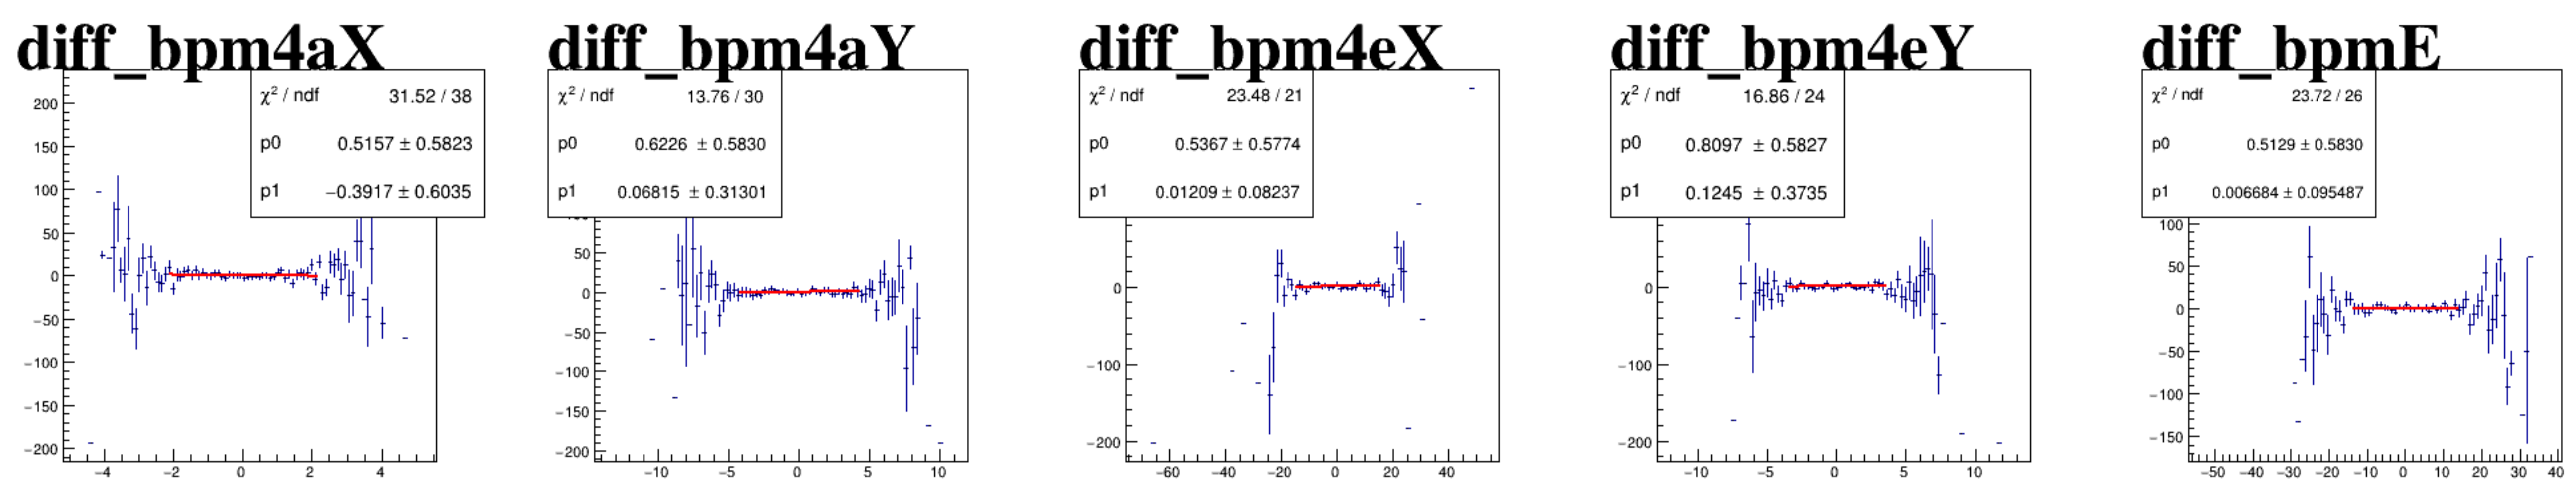 diff_bpm4aX
χ² / ndf 31.52 / 38
p0 0.5157 ± 0.5823
p1 −0.3917 ± 0.6035
200
150
100
50
0
−50
−100
−150
−200
−4 −2 0 2 4
diff_bpm4aY
χ² / ndf 13.76 / 30
p0 0.6226 ± 0.5830
p1 0.06815 ± 0.31301
50
0
−50
−100
−150
−200
−10 −5 0 5 10
diff_bpm4eX
χ² / ndf 23.48 / 21
p0 0.5367 ± 0.5774
p1 0.01209 ± 0.08237
0
−100
−200
−60 −40 −20 0 20 40
diff_bpm4eY
χ² / ndf 16.86 / 24
p0 0.8097 ± 0.5827
p1 0.1245 ± 0.3735
0
−100
−200
−10 −5 0 5 10
diff_bpmE
χ² / ndf 23.72 / 26
p0 0.5129 ± 0.5830
p1 0.006684 ± 0.095487
100
50
0
−50
−100
−150
−50 −40 −30 −20 −10 0 10 20 30 40